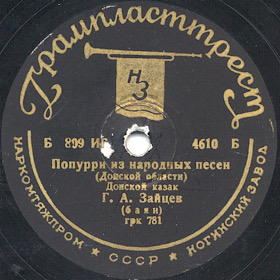 Грампласттрест
НЗ
Б 899 И 4610 Б
Попурри из народных песен
(Донской области)
Донской казак
Г. А. Зайцев
(баян)
грк 781
НАРКОМТЯЖПРОМ ★ СССР ★ НОГИНСКИЙ ЗАВОД